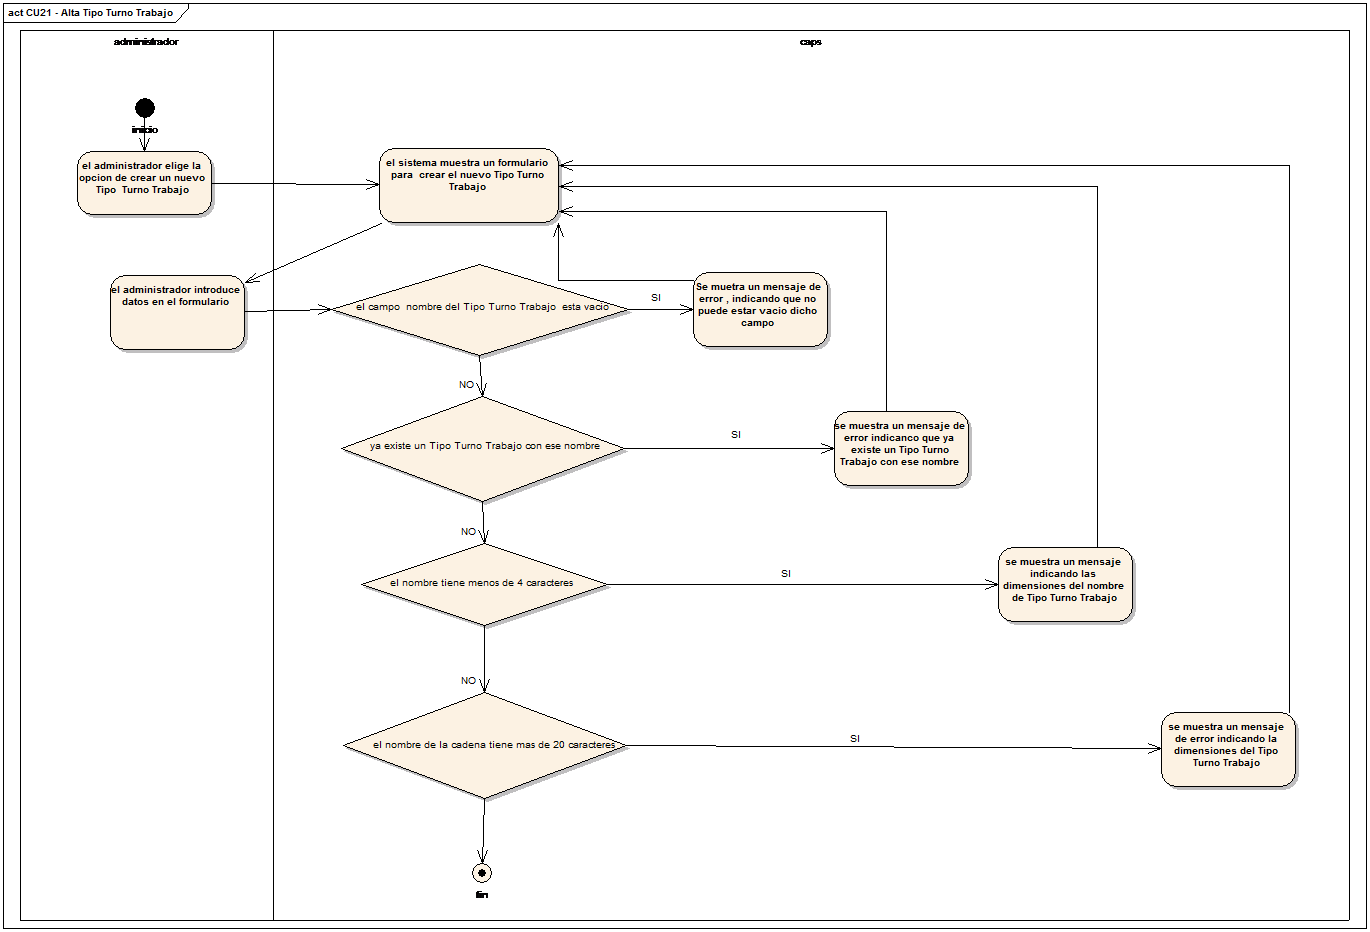 act CU21 - Alta Tipo Turno Trabajo
administrador
caps
inicio
el administrador elige la
opcion de crear un nuevo
Tipo Turno Trabajo
el sistema muestra un formulario
para crear el nuevo Tipo Turno
Trabajo
el administrador introduce
datos en el formulario
el campo nombre del Tipo Turno Trabajo esta vacio
SI
Se muetra un mensaje de
error , indicando que no
puede estar vacio dicho
campo
NO
ya existe un Tipo Turno Trabajo con ese nombre
SI
se muestra un mensaje de
error indicanco que ya
existe un Tipo Turno
Trabajo con ese nombre
NO
el nombre tiene menos de 4 caracteres
SI
se muestra un mensaje
indicando las
dimensiones del nombre
de Tipo Turno Trabajo
NO
el nombre de la cadena tiene mas de 20 caracteres
SI
se muestra un mensaje
de error indicando la
dimensiones del Tipo
Turno Trabajo
fin